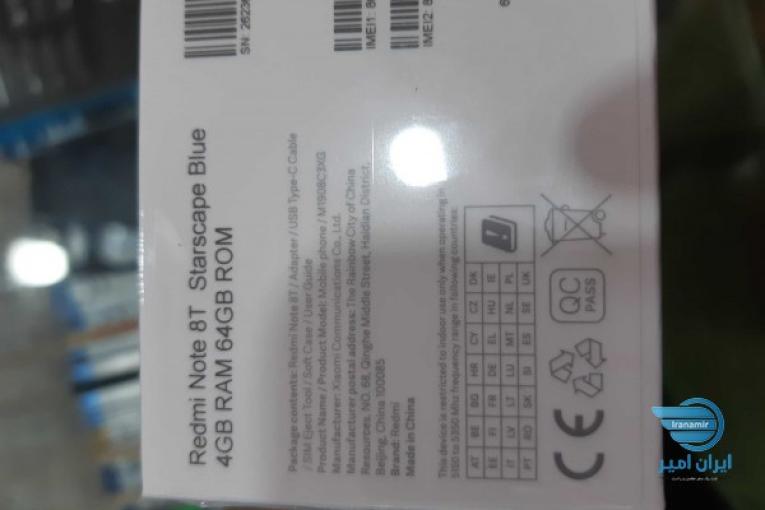 Redmi Note 8T Starscape Blue
4GB RAM 64GB ROM
SN: 2623
IMEI1: 86
IMEI2: 8
6
Package contents: Redmi Note 8T / Adapter / USB Type-C Cable
/ SIM Eject Tool / Soft Case / User Guide
Product Name / Product Model: Mobile phone / M1908C3XG
Manufacturer: Xiaomi Communications Co., Ltd.
Manufacturer postal address: The Rainbow City of China
Resources, NO. 68, Qinghe Middle Street, Haidian District,
Beijing, China 100085
Brand: Redmi
Made in China
This device is restricted to indoor use only when operating in
5150 to 5350 Mhz frequency range in following countries:
AT BE BG HR CY CZ DK
EE FI FR DE EL HU IE
IT LV LT LU MT NL PL
PT RO SK SI ES SE UK
CE
QC
PASS
Iranamir
ایران امیر